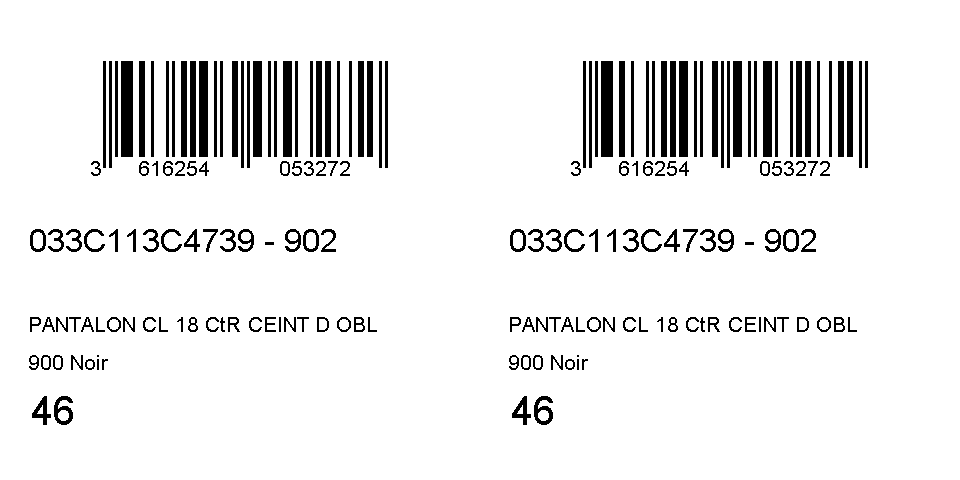 3 616254 053272
033C113C4739 - 902
PANTALON CL 18 CtR CEINT D OBL
900 Noir
46
3 616254 053272
033C113C4739 - 902
PANTALON CL 18 CtR CEINT D OBL
900 Noir
46